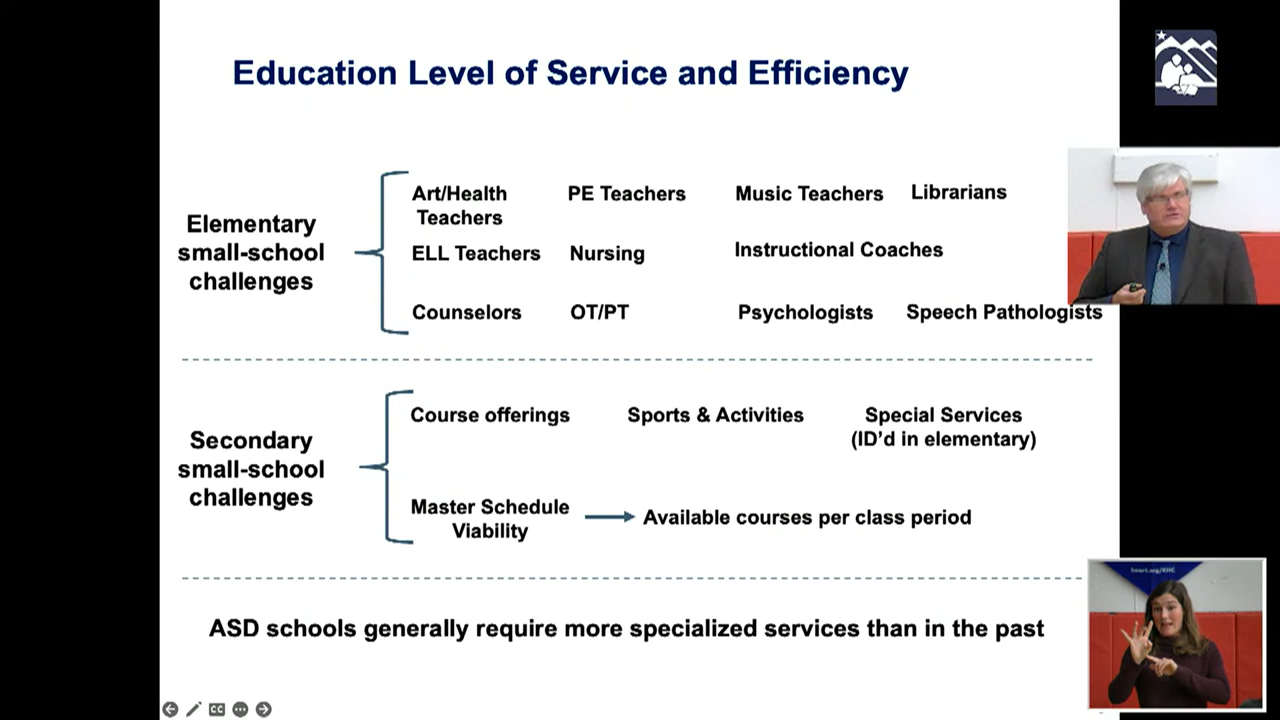 Education Level of Service and Efficiency
Elementary
small-school
challenges
Art/Health
Teachers
PE Teachers
Music Teachers
Librarians
ELL Teachers
Nursing
Instructional Coaches
Counselors
OT/PT
Psychologists
Speech Pathologists
Secondary
small-school
challenges
Course offerings
Sports & Activities
Special Services
(ID'd in elementary)
Master Schedule
Viability
Available courses per class period
ASD schools generally require more specialized services than in the past
CC